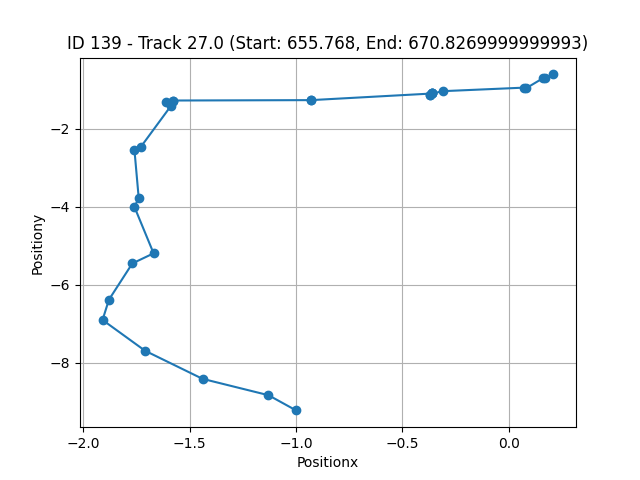 ID 139 - Track 27.0 (Start: 655.768, End: 670.8269999999993)
Positiony
−2
−4
−6
−8
−2.0 −1.5 −1.0 −0.5 0.0
Positionx